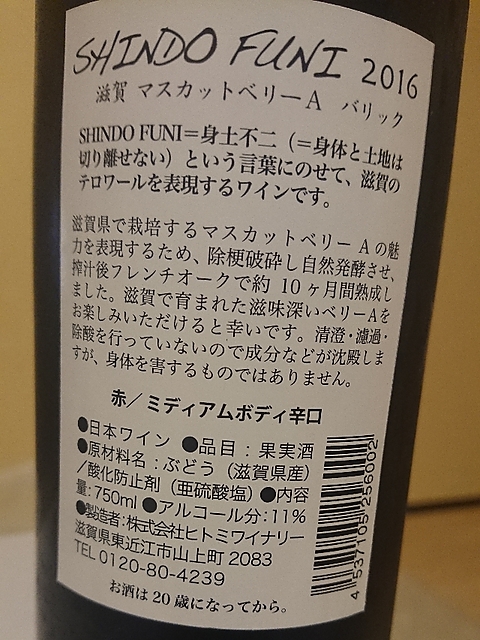 SHINDO FUNI 2016
滋賀 マスカットベリーA バリック
SHINDO FUNI=身土不二（=身体と土地は
切り離せない）という言葉にのせて、滋賀の
テロワールを表現するワインです。
滋賀県で栽培するマスカットベリー A の魅
力を表現するため、除梗破砕し自然発酵させ、
搾汁後フレンチオークで約 10 ヶ月間熟成し
ました。滋賀で育まれた滋味深いベリーAを
お楽しみいただけると幸いです。清澄・濾過・
除酸を行っていないので成分などが沈殿しま
すが、身体を害するものではありません。
赤／ミディアムボディ辛口
●日本ワイン ●品目：果実酒
●原材料名：ぶどう（滋賀県産）
／酸化防止剤（亜硫酸塩）●内容
量：750ml ●アルコール分：11%
●製造者：株式会社ヒトミワイナリー
滋賀県東近江市山上町 2083
TEL 0120-80-4239
お酒は 20 歳になってから。
4 537105 256002